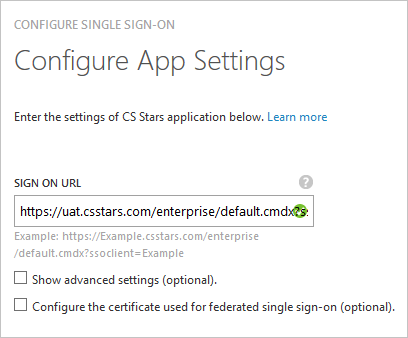 CONFIGURE SINGLE SIGN-ON
Configure App Settings
Enter the settings of CS Stars application below. Learn more
SIGN ON URL
?
https://uat.csstars.com/enterprise/default.cmdx?s
Example: https://Example.csstars.com/enterprise
/default.cmdx?ssoclient=Example
Show advanced settings (optional).
Configure the certificate used for federated single sign-on (optional).